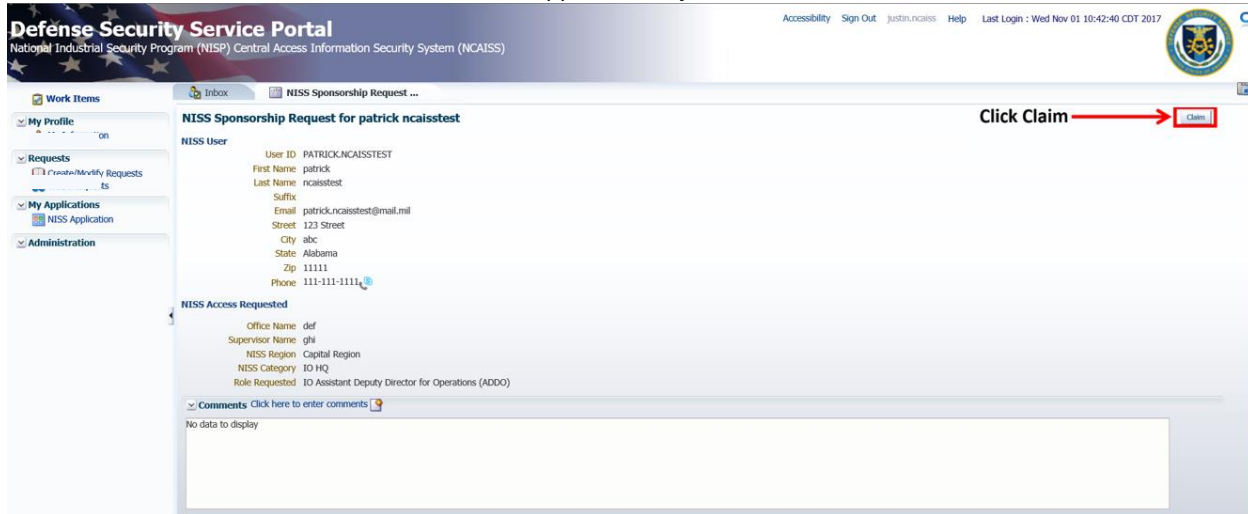 Defense Security Service Portal
National Industrial Security Program (NISP) Central Access Information Security System (NCAISS)
Accessibility Sign Out justin.ncaiss Help Last Login : Wed Nov 01 10:42:40 CDT 2017
Work Items
My Profile
Requests
Create/Modify Requests
My Applications
NISS Application
Administration
Inbox NISS Sponsorship Request ...
NISS Sponsorship Request for patrick ncaisstest
Click Claim
Claim
NISS User
User ID PATRICK.NCAISSTEST
First Name patrick
Last Name ncaisstest
Suffix
Email patrick.ncaisstest@mail.mil
Street 123 Street
City abc
State Alabama
Zip 11111
Phone 111-111-1111
NISS Access Requested
Office Name def
Supervisor Name ghi
NISS Region Capital Region
NISS Category IO HQ
Role Requested IO Assistant Deputy Director for Operations (ADDO)
Comments Click here to enter comments
No data to display